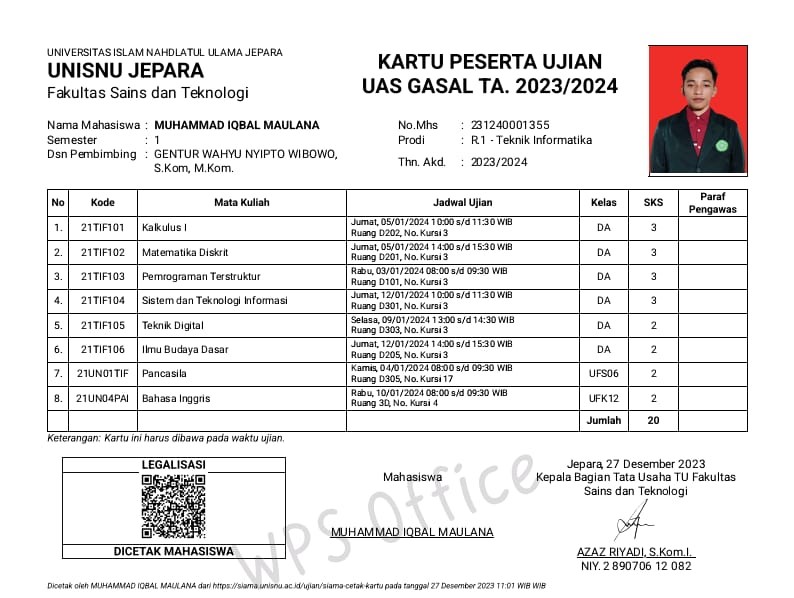 UNIVERSITAS ISLAM NAHDLATUL ULAMA JEPARA
UNISNU JEPARA
Fakultas Sains dan Teknologi
KARTU PESERTA UJIAN
UAS GASAL TA. 2023/2024
Nama Mahasiswa : MUHAMMAD IQBAL MAULANA
Semester : 1
Dsn Pembimbing : GENTUR WAHYU NYIPTO WIBOWO,
S.Kom, M.Kom.
No.Mhs : 231240001355
Prodi : R.1 - Teknik Informatika
Thn. Akd. : 2023/2024
No Kode Mata Kuliah Jadwal Ujian Kelas SKS Paraf
Pengawas
1. 21TIF101 Kalkulus I Jumat, 05/01/2024 10:00 s/d 11:30 WIB DA 3
Ruang D202, No. Kursi 3
2. 21TIF102 Matematika Diskrit Jumat, 05/01/2024 14:00 s/d 15:30 WIB DA 3
Ruang D201, No. Kursi 3
3. 21TIF103 Pemrograman Terstruktur Rabu, 03/01/2024 08:00 s/d 09:30 WIB DA 3
Ruang D101, No. Kursi 3
4. 21TIF104 Sistem dan Teknologi Informasi Jumat, 12/01/2024 10:00 s/d 11:30 WIB DA 3
Ruang D301, No. Kursi 3
5. 21TIF105 Teknik Digital Selasa, 09/01/2024 13:00 s/d 14:30 WIB DA 2
Ruang D303, No. Kursi 3
6. 21TIF106 Ilmu Budaya Dasar Jumat, 12/01/2024 14:00 s/d 15:30 WIB DA 2
Ruang D205, No. Kursi 3
7. 21UN01TIF Pancasila Kamis, 04/01/2024 08:00 s/d 09:30 WIB UFS06 2
Ruang D305, No. Kursi 17
8. 21UN04PAI Bahasa Inggris Rabu, 10/01/2024 08:00 s/d 09:30 WIB UFK12 2
Ruang 3D, No. Kursi 4
Jumlah 20
Keterangan: Kartu ini harus dibawa pada waktu ujian.
LEGALISASI
DICETAK MAHASISWA
Mahasiswa
MUHAMMAD IQBAL MAULANA
Jepara, 27 Desember 2023
Kepala Bagian Tata Usaha TU Fakultas
Sains dan Teknologi
AZAZ RIYADI, S.Kom.I.
NIY. 2 890706 12 082
WPS Office
Dicetak oleh MUHAMMAD IQBAL MAULANA dari https://siama.unisnu.ac.id/ujian/siama-cetak-kartu pada tanggal 27 Desember 2023 11:01 WIB WIB